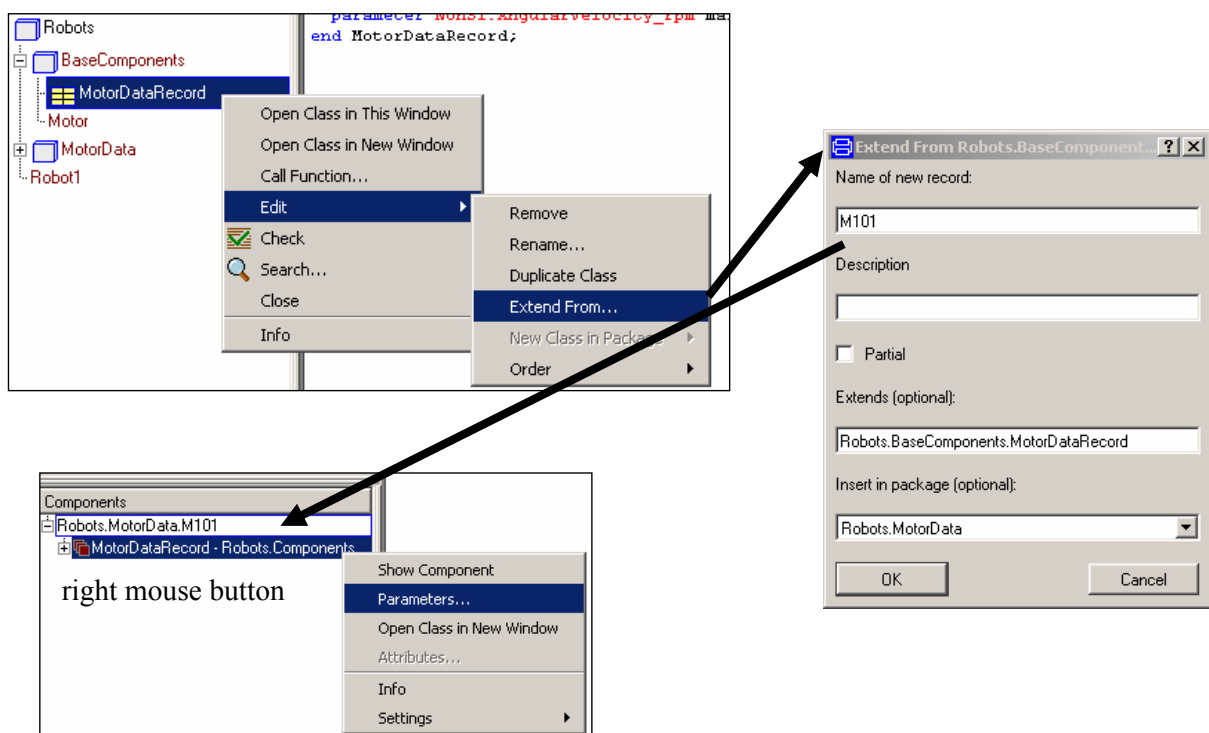 Robots
parameter NonSI.AngularVelocity_rpm ma
end MotorDataRecord;
BaseComponents
MotorDataRecord
Motor
MotorData
Robot1
Open Class in This Window
Open Class in New Window
Call Function...
Edit
Check
Search...
Close
Info
Remove
Rename...
Duplicate Class
Extend From...
New Class in Package
Order
Extend From Robots.BaseComponent...
Name of new record:
M101
Description
Partial
Extends (optional):
Robots.BaseComponents.MotorDataRecord
Insert in package (optional):
Robots.MotorData
OK Cancel
Components
Robots.MotorData.M101
MotorDataRecord - Robots.Components
right mouse button
Show Component
Parameters...
Open Class in New Window
Attributes...
Info
Settings